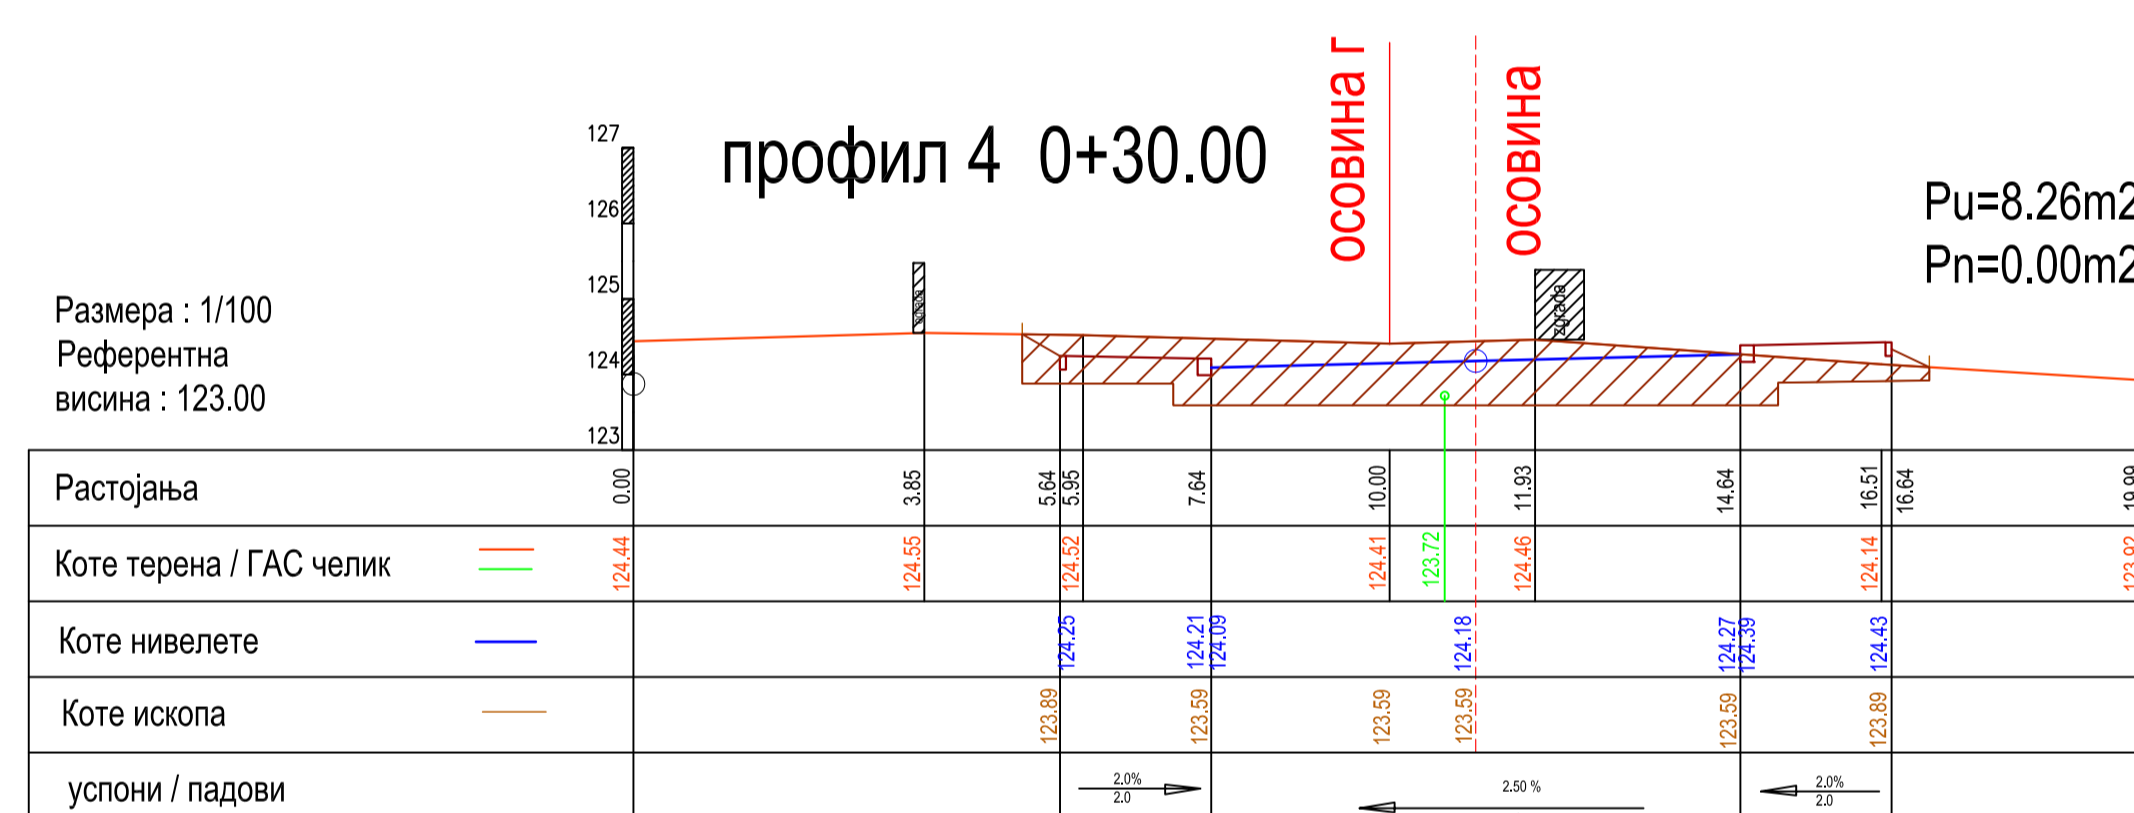 осовина г
осовина
127
126
125
124
123
профил 4 0+30.00
Pu=8.26m2
Pn=0.00m2
Размера : 1/100
Референтна
висина : 123.00
zgrada
Растојања
0.00 3.85 5.64 5.95 7.64 10.00 11.93 14.64 16.51 16.64 19.99
Коте терена / ГАС челик
124.44 124.55 124.52 124.41 123.72 124.46 124.14 123.92
Коте нивелете
124.25 124.21 124.09 124.18 124.27 124.39 124.43
Коте ископа
123.89 123.59 123.59 123.59 123.59 123.89
успони / падови
2.0%
2.0
2.50 %
2.0%
2.0